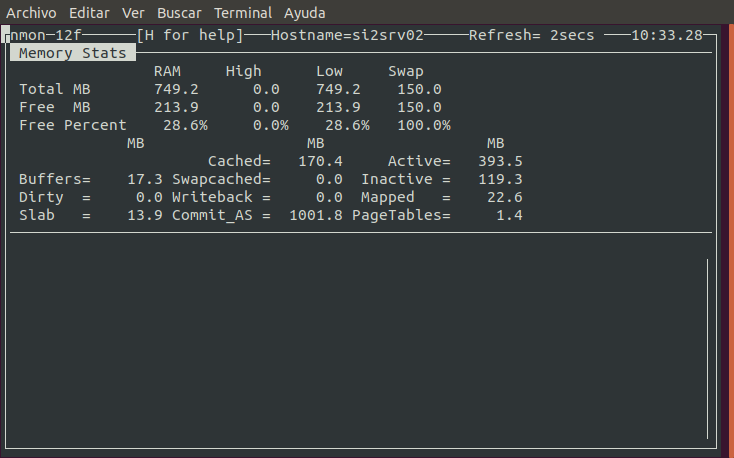 Archivo Editar Ver Buscar Terminal Ayuda
nmon-12f [H for help] Hostname=si2srv02 Refresh= 2secs 10:33.28
Memory Stats
RAM High Low Swap
Total MB 749.2 0.0 749.2 150.0
Free MB 213.9 0.0 213.9 150.0
Free Percent 28.6% 0.0% 28.6% 100.0%
MB MB MB
Cached= 170.4 Active= 393.5
Buffers= 17.3 Swapcached= 0.0 Inactive = 119.3
Dirty = 0.0 Writeback = 0.0 Mapped = 22.6
Slab = 13.9 Commit_AS = 1001.8 PageTables= 1.4